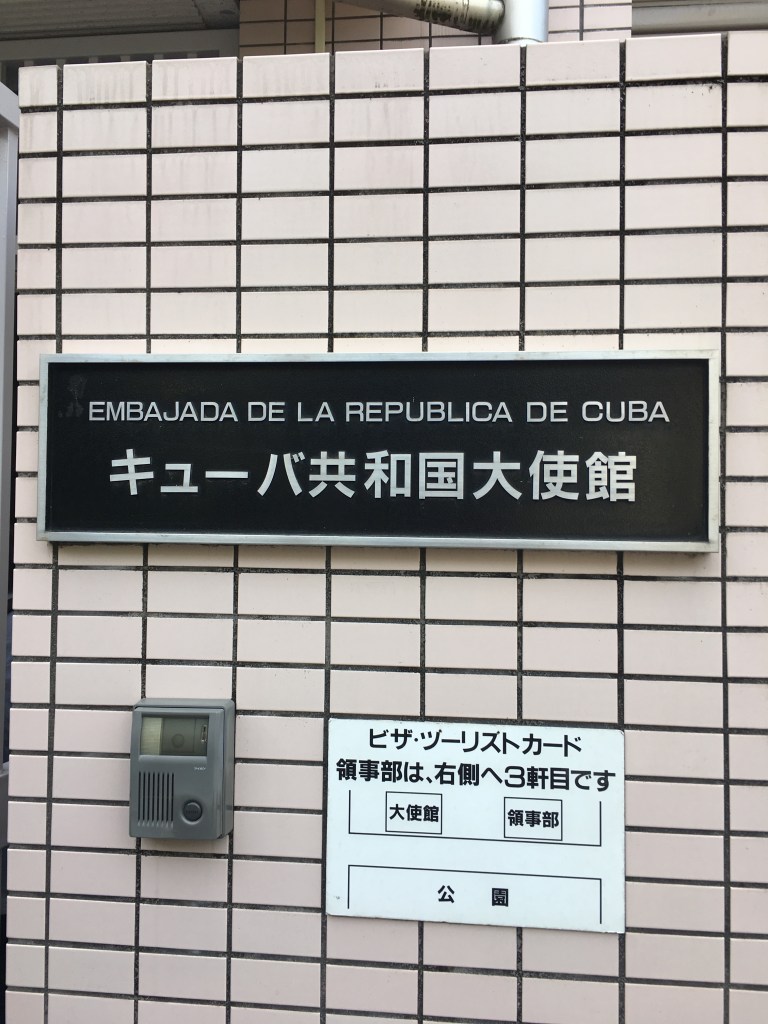 EMBAJADA DE LA REPUBLICA DE CUBA
キューバ共和国大使館
ビザ・ツーリストカード
領事部は、右側へ3軒目です
大使館 領事部
公園